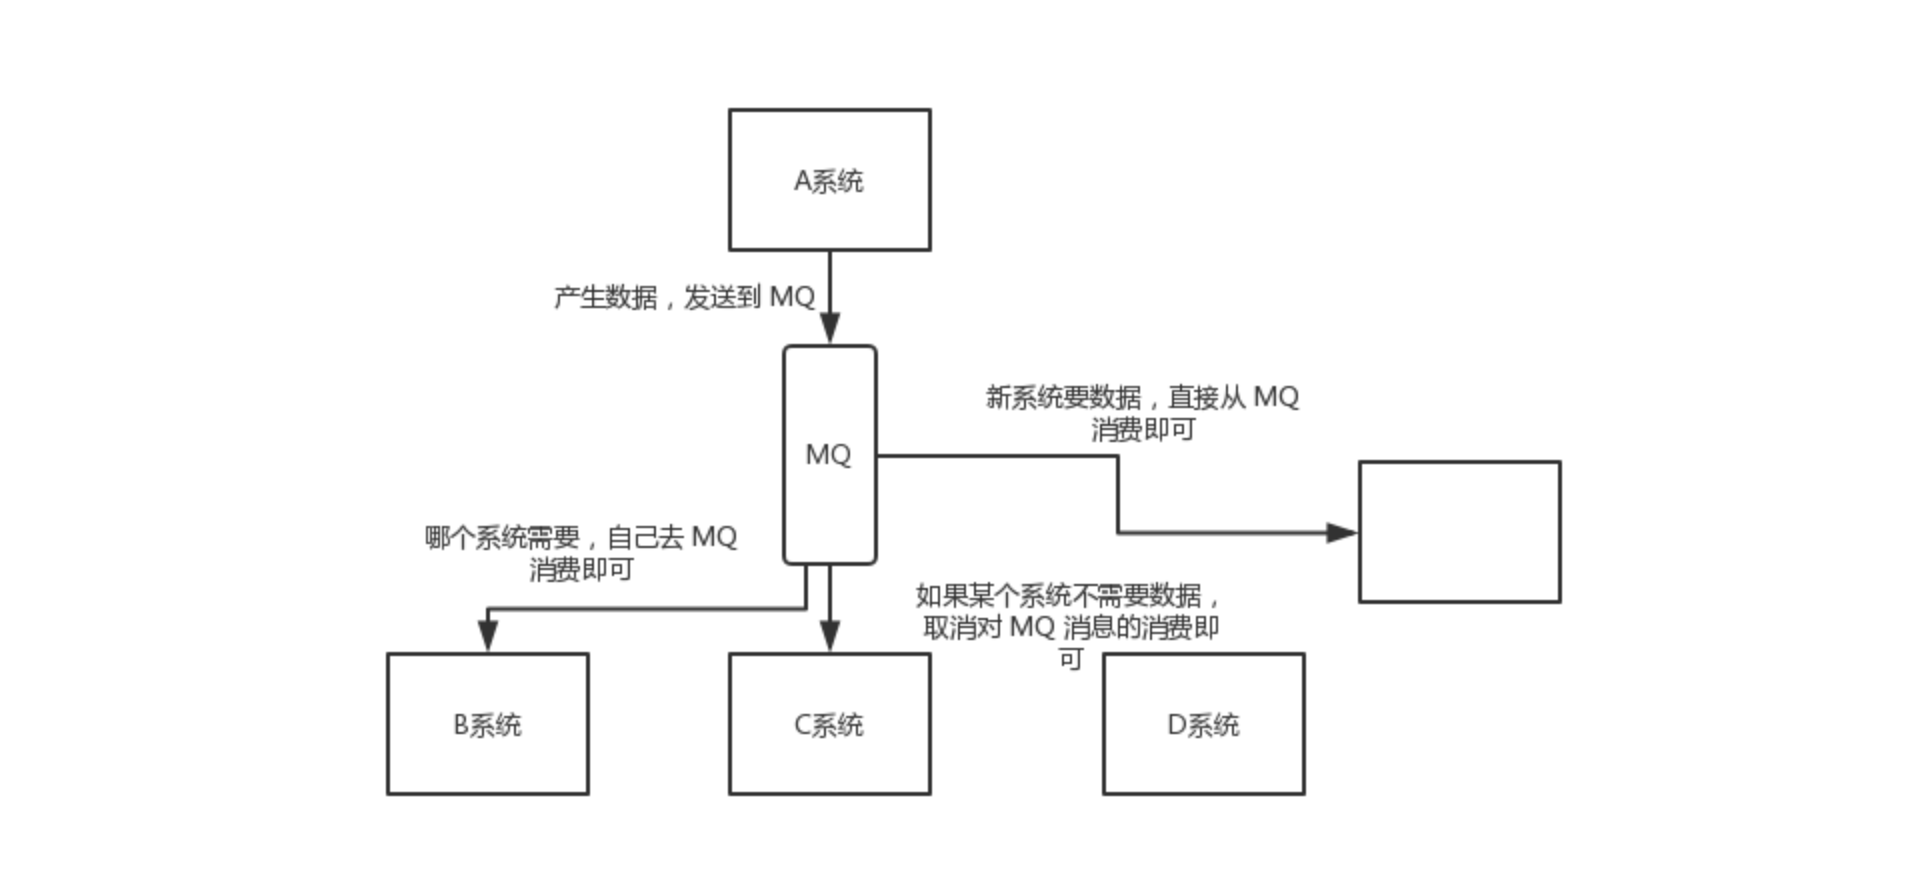 A系统
产生数据，发送到 MQ
新系统要数据，直接从 MQ
消费即可
MQ
哪个系统需要，自己去 MQ
消费即可
如果某个系统不需要数据，
取消对 MQ 消息的消费即
可
B系统
C系统
D系统